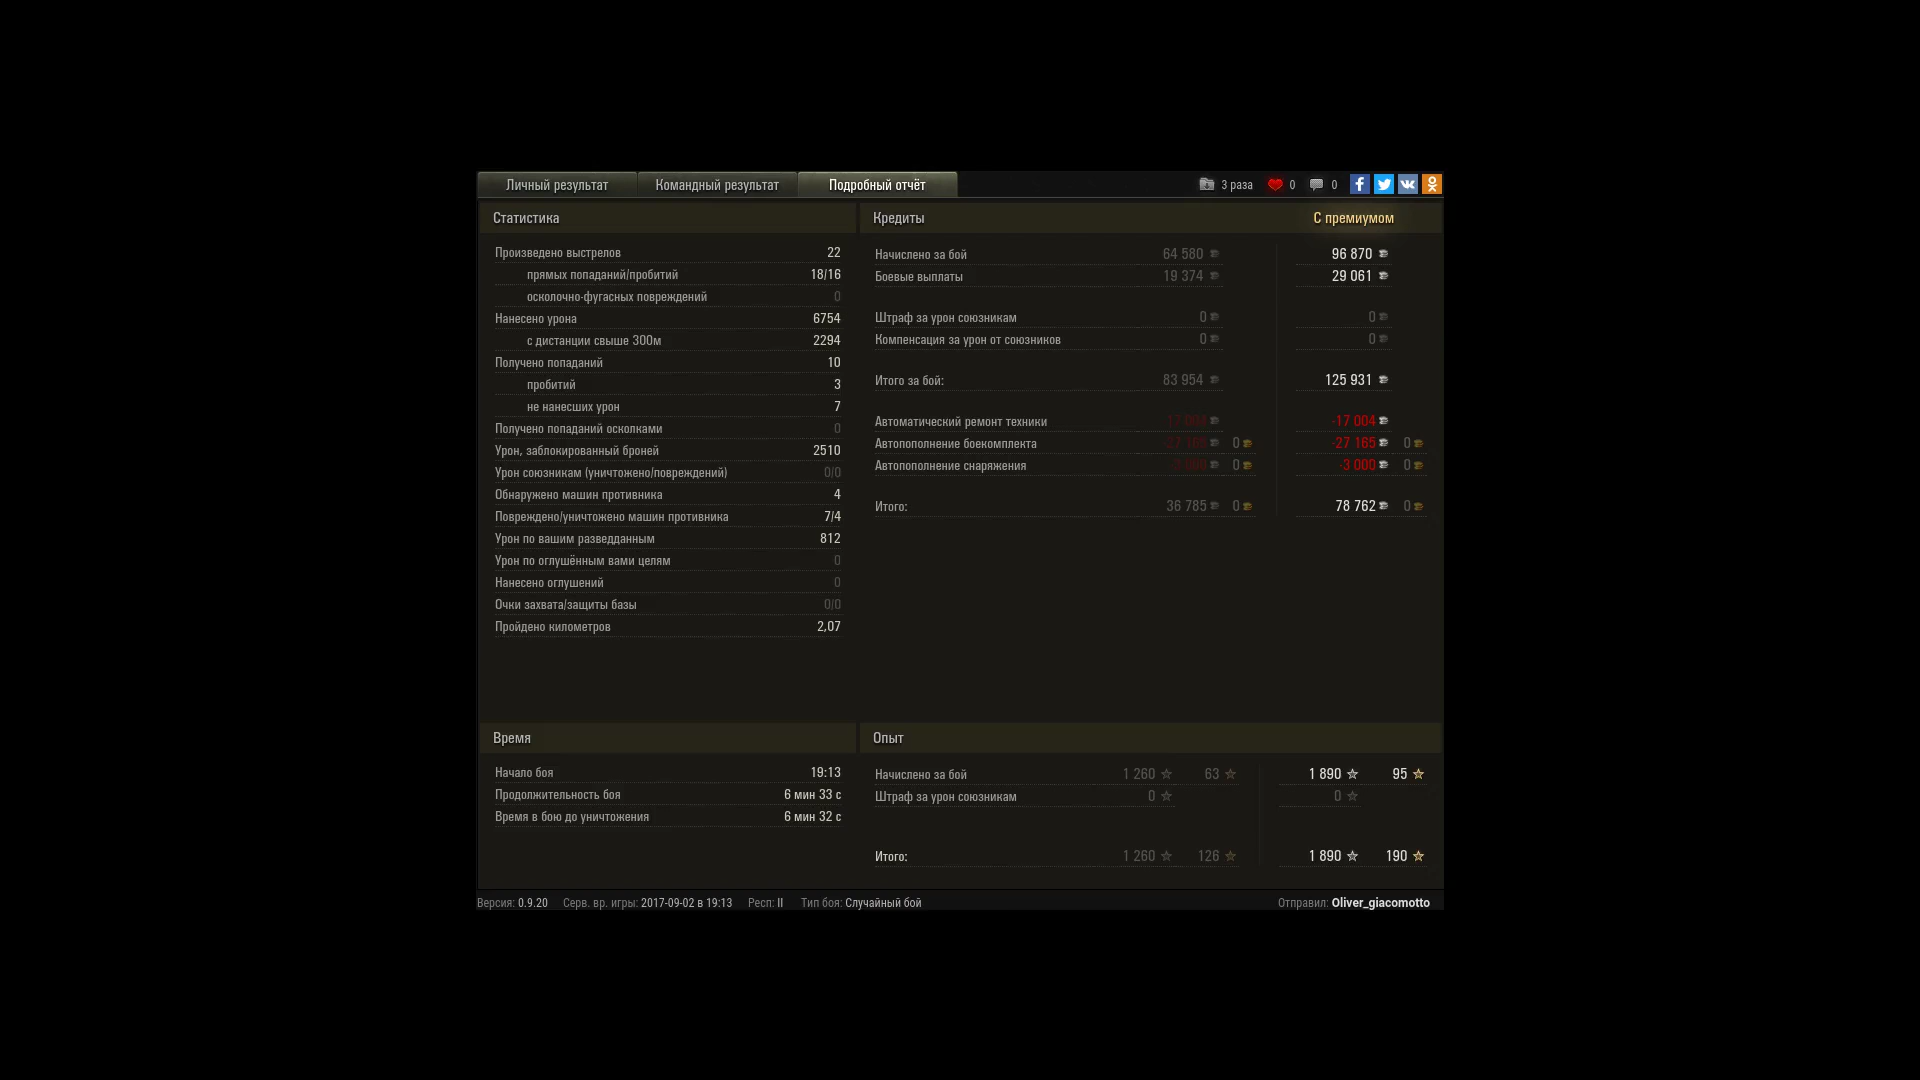 Личный результат Командный результат Подробный отчёт 3 раза 0 0
Статистика
Произведено выстрелов 22
прямых попаданий/пробитий 18/16
осколочно-фугасных повреждений 0
Нанесено урона 6754
с дистанции свыше 300м 2294
Получено попаданий 10
пробитий 3
не нанесших урон 7
Получено попаданий осколками 0
Урон, заблокированный броней 2510
Урон союзникам (уничтожено/повреждений) 0/0
Обнаружено машин противника 4
Повреждено/уничтожено машин противника 7/4
Урон по вашим разведданным 812
Урон по оглушённым вами целям 0
Нанесено оглушений 0
Очки захвата/защиты базы 0/0
Пройдено километров 2,07
Кредиты С премиумом
Начислено за бой 64 580 96 870
Боевые выплаты 19 374 29 061
Штраф за урон союзникам 0 0
Компенсация за урон от союзников 0 0
Итого за бой: 83 954 125 931
Автоматический ремонт техники -17 004 -17 004
Автопополнение боекомплекта -27 165 0 -27 165 0
Автопополнение снаряжения -3 000 0 -3 000 0
Итого: 36 785 0 78 762 0
Время
Начало боя 19:13
Продолжительность боя 6 мин 33 с
Время в бою до уничтожения 6 мин 32 с
Опыт
Начислено за бой 1 260 63 1 890 95
Штраф за урон союзникам 0 0
Итого: 1 260 126 1 890 190
Версия: 0.9.20 Серв. вр. игры: 2017-09-02 в 19:13 Респ: II Тип боя: Случайный бой Отправил: Oliver_giacomotto